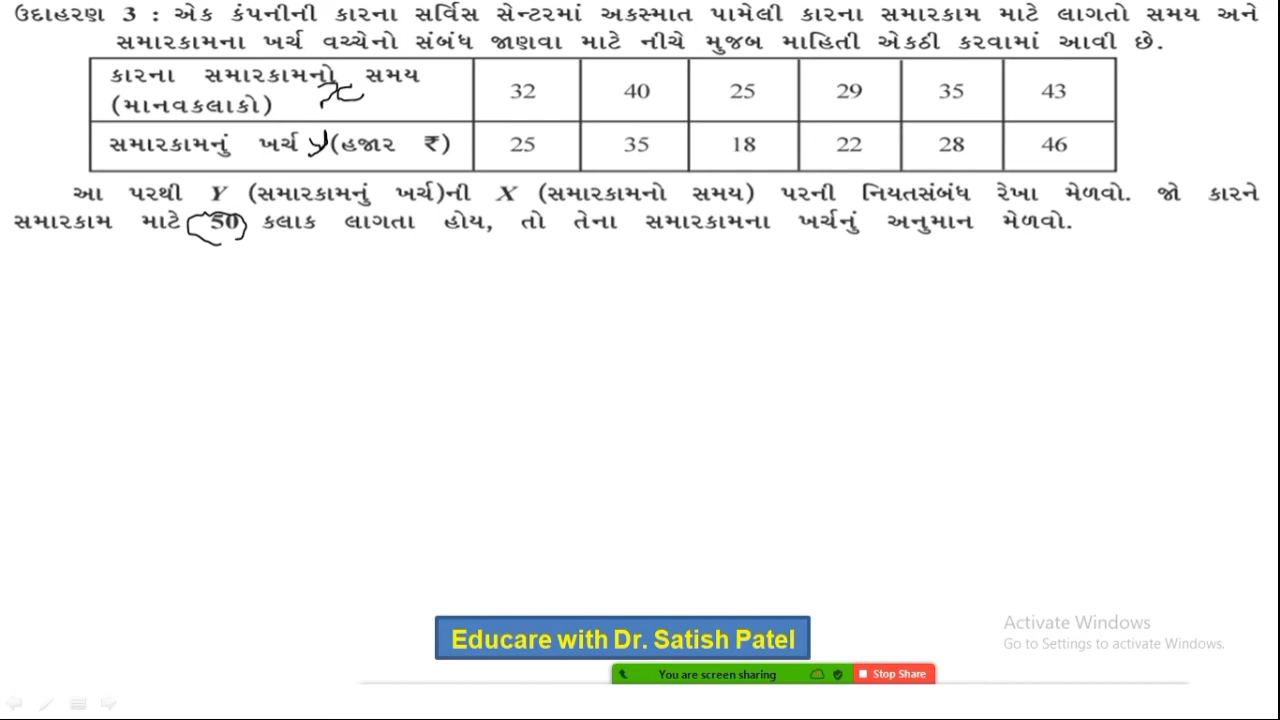 ઉદાહરણ 3 : એક કંપનીની કારના સર્વિસ સેન્ટરમાં અકસ્માત પામેલી કારના સમારકામ માટે લાગતો સમય અને
સમારકામના ખર્ચ વચ્ચેનો સંબંધ જાણવા માટે નીચે મુજબ માહિતી એકઠી કરવામાં આવી છે.
કારના સમારકામનો સમય
(માનવકલાકો) x 32 40 25 29 35 43
સમારકામનું ખર્ચ y (હજાર ₹) 25 35 18 22 28 46
આ પરથી Y (સમારકામનું ખર્ચ)ની X (સમારકામનો સમય) પરની નિયતસંબંધ રેખા મેળવો. જો કારને
સમારકામ માટે 50 કલાક લાગતા હોય, તો તેના સમારકામના ખર્ચનું અનુમાન મેળવો.
Educare with Dr. Satish Patel
Activate Windows
Go to Settings to activate Windows.
You are screen sharing Stop Share